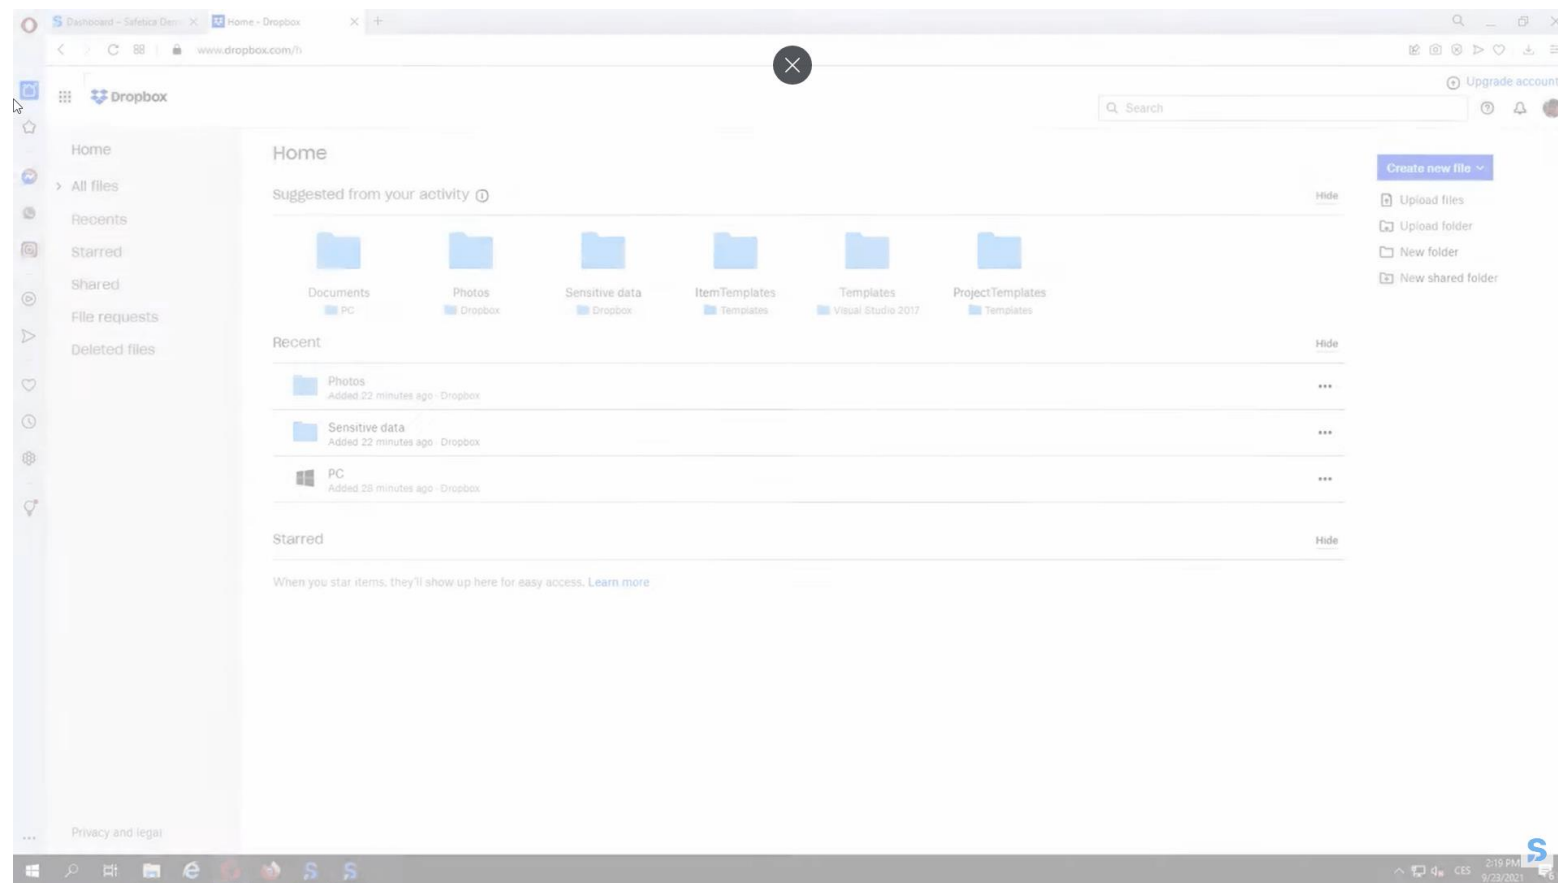 Dashboard – Safetica Dem
Home - Dropbox
www.dropbox.com/h
Upgrade account
Dropbox
Search
Home
All files
Recents
Starred
Shared
File requests
Deleted files
Privacy and legal
Home
Suggested from your activity
Hide
Documents
PC
Photos
Dropbox
Sensitive data
Dropbox
ItemTemplates
Templates
Templates
Visual Studio 2017
ProjectTemplates
Templates
Recent
Hide
Photos
Added 22 minutes ago · Dropbox
Sensitive data
Added 22 minutes ago · Dropbox
PC
Added 25 minutes ago · Dropbox
Starred
Hide
When you star items, they'll show up here for easy access. Learn more
Create new file
Upload files
Upload folder
New folder
New shared folder
CES
2:19 PM
9/23/2021